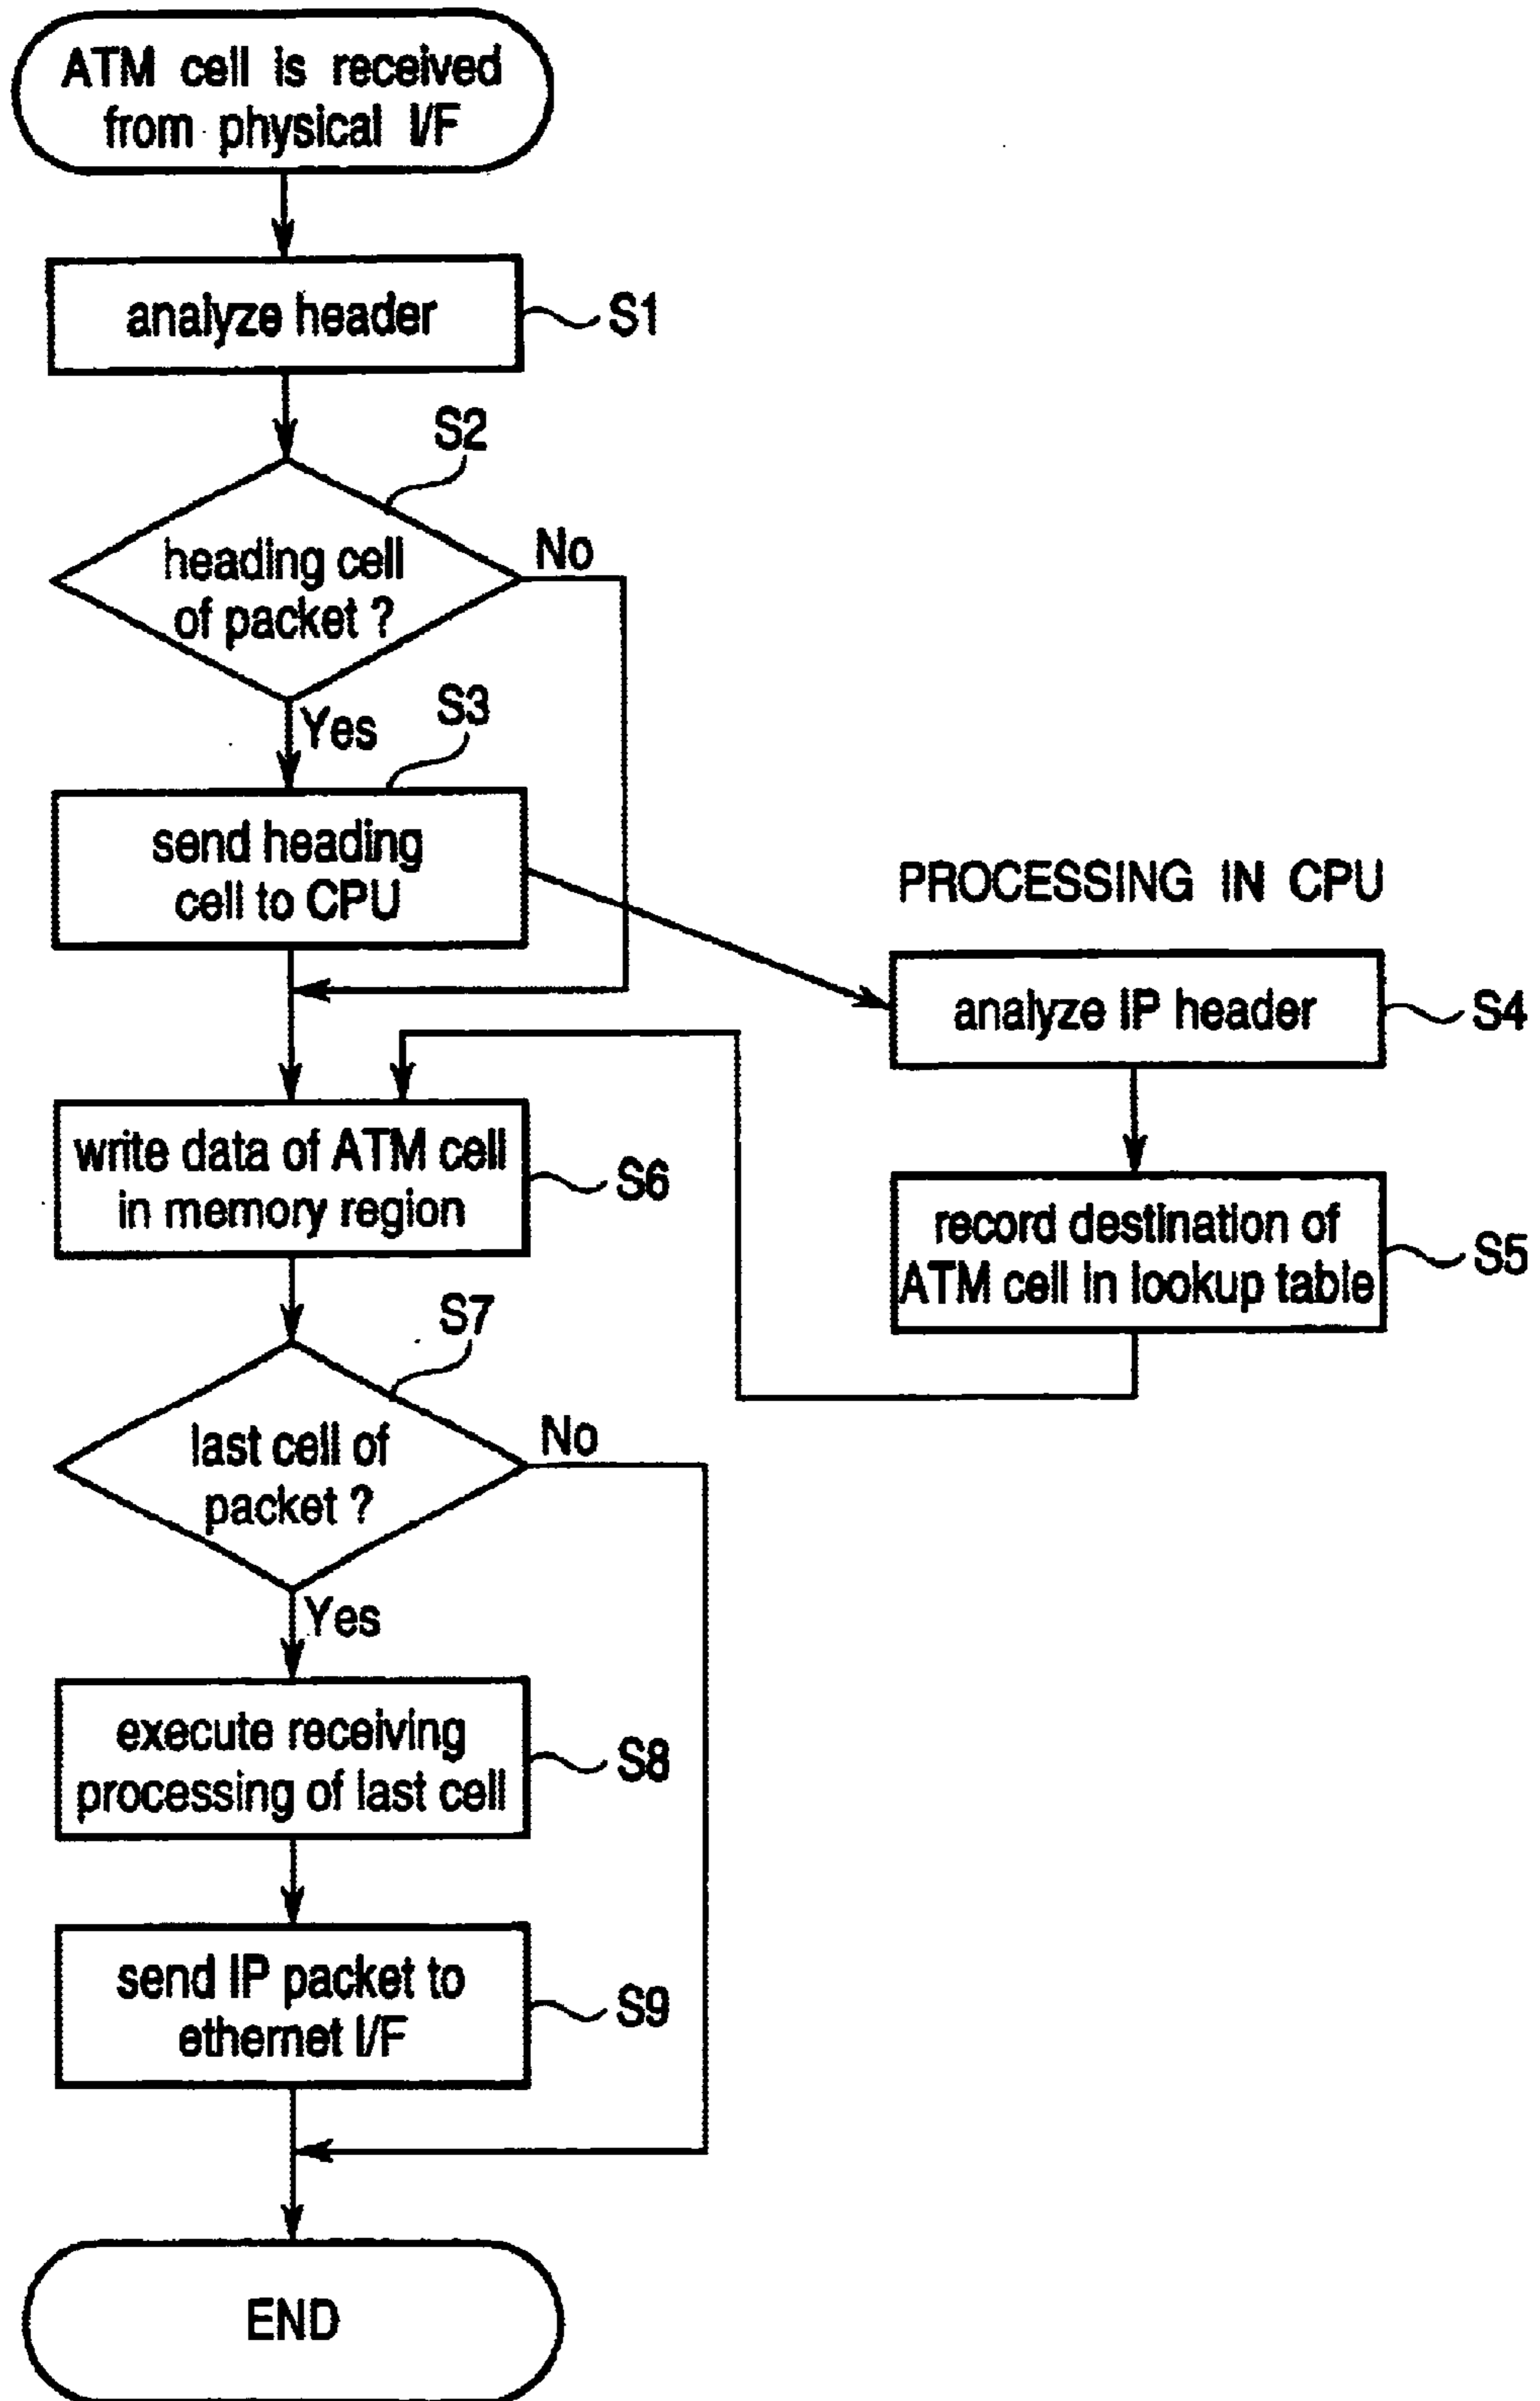 ATM cell is received
from physical I/F
analyze header
S1
S2
heading cell
of packet ?
No
Yes
S3
send heading
cell to CPU
PROCESSING IN CPU
analyze IP header
S4
record destination of
ATM cell in lookup table
S5
write data of ATM cell
in memory region
S6
S7
last cell of
packet ?
No
Yes
execute receiving
processing of last cell
S8
send IP packet to
ethernet I/F
S9
END